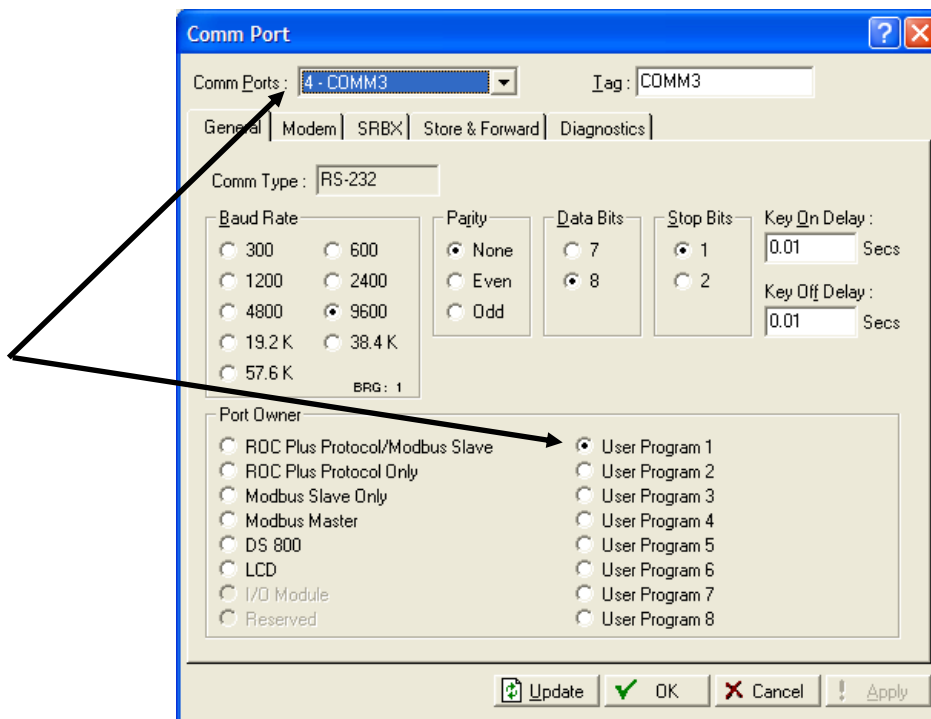 Comm Port
Comm Ports : 4 - COMM3 Tag : COMM3
General Modem SRBX Store & Forward Diagnostics
Comm Type : RS-232
Baud Rate
300 600
1200 2400
4800 9600
19.2 K 38.4 K
57.6 K
BRG : 1
Parity
None
Even
Odd
Data Bits
7
8
Stop Bits
1
2
Key On Delay :
0.01 Secs
Key Off Delay :
0.01 Secs
Port Owner
ROC Plus Protocol/Modbus Slave
ROC Plus Protocol Only
Modbus Slave Only
Modbus Master
DS 800
LCD
I/O Module
Reserved
User Program 1
User Program 2
User Program 3
User Program 4
User Program 5
User Program 6
User Program 7
User Program 8
Update OK Cancel ! Apply